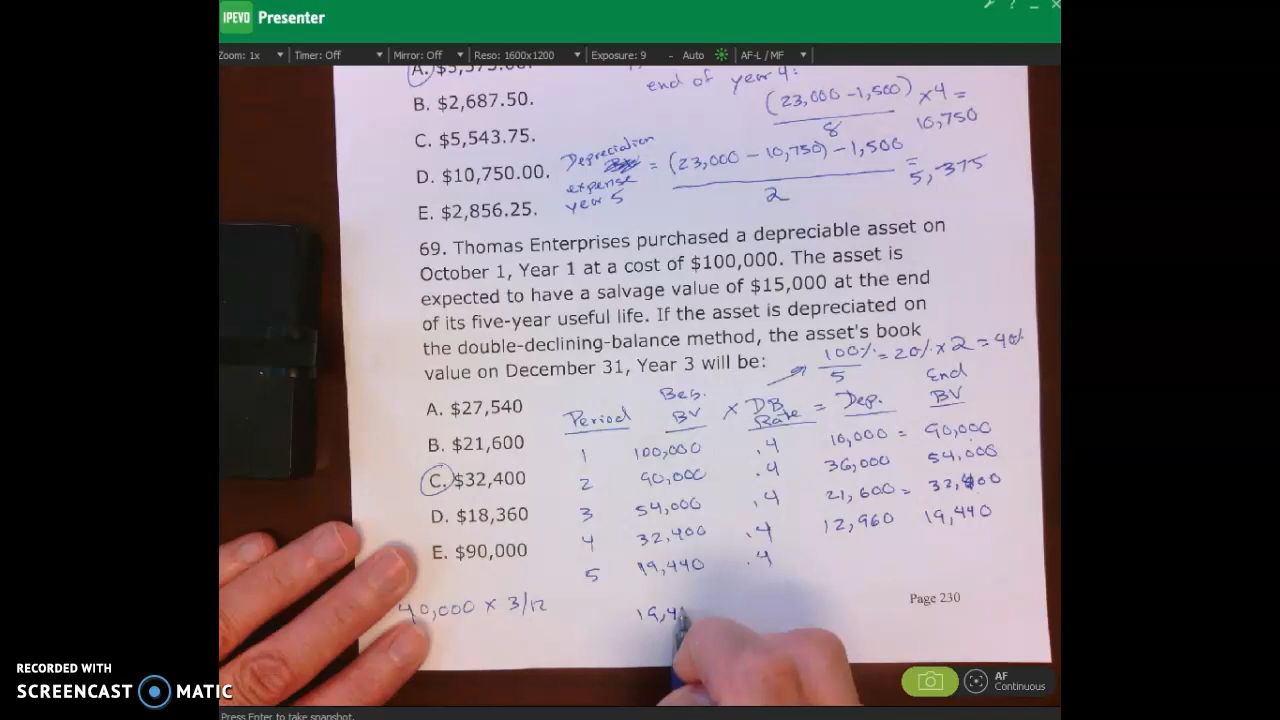 IPEVO Presenter
Zoom: 1x Timer: Off Mirror: Off Reso: 1600x1200 Exposure: 9 - Auto AF-L / MF
end of year 4:
B. $2,687.50.
(23,000 - 1,500) x4 =
8
10,750
C. $5,543.75.
D. $10,750.00.
Depreciation
expense
year 5
= (23,000 - 10,750) - 1,500 =
2
5,375
E. $2,856.25.
69. Thomas Enterprises purchased a depreciable asset on
October 1, Year 1 at a cost of $100,000. The asset is
expected to have a salvage value of $15,000 at the end
of its five-year useful life. If the asset is depreciated on
the double-declining-balance method, the asset's book
value on December 31, Year 3 will be:
100% = 20% x 2 = 40%
5
A. $27,540
B. $21,600
C. $32,400
D. $18,360
E. $90,000
Period Beg. BV x DB Rate = Dep. End BV
1 100,000 .4 10,000 = 90,000
2 90,000 .4 36,000 54,000
3 54,000 .4 21,600 = 32,400
4 32,400 .4 12,960 19,440
5 19,440 .4
40,000 x 3/12
19,4
Page 230
AF
Continuous
RECORDED WITH
SCREENCAST MATIC
Press Enter to take snapshot.